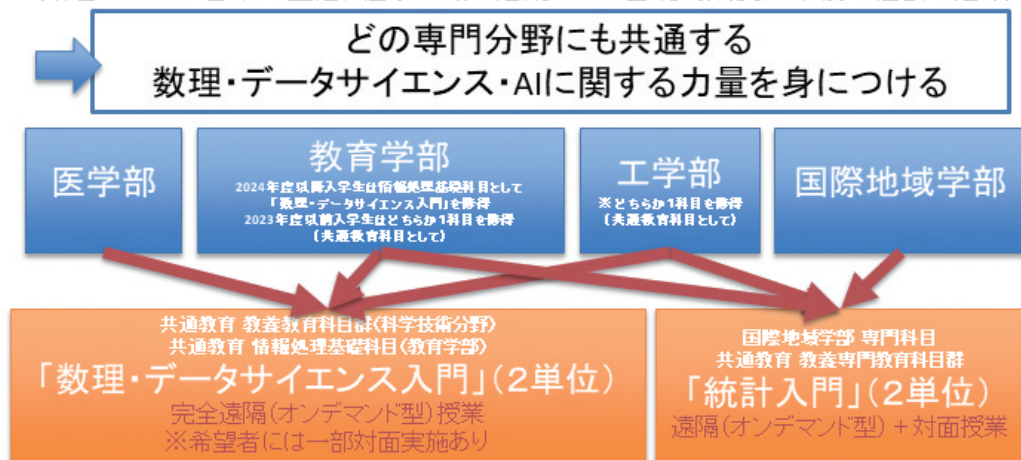 どの専門分野にも共通する
数理・データサイエンス・AIに関する力量を身につける
医学部
教育学部
2024年度以降入学生は情報処理基礎科目として
「数理・データサイエンス入門」を修得
2023年度以前入学生はどちらか1科目を修得
(共通教育科目として)
工学部
※どちらか1科目を修得
(共通教育科目として)
国際地域学部
共通教育 教養教育科目群(科学技術分野)
共通教育 情報処理基礎科目(教育学部)
「数理・データサイエンス入門」(2単位)
完全遠隔(オンデマンド型)授業
※希望者には一部対面実施あり
国際地域学部 専門科目
共通教育 教養専門教育科目群
「統計入門」(2単位)
遠隔(オンデマンド型)+対面授業